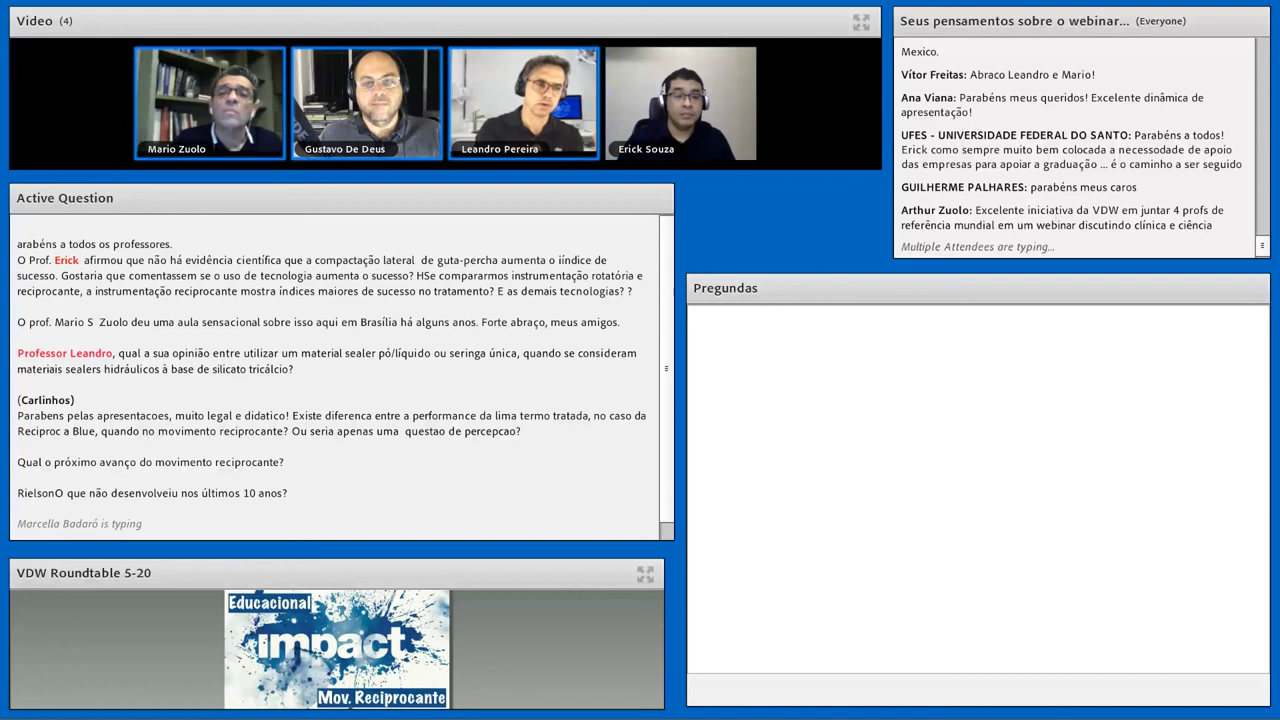 Video (4)
Mario Zuolo
Gustavo De Deus
Leandro Pereira
Erick Souza
Seus pensamentos sobre o webinar... (Everyone)
Mexico.
Vítor Freitas: Abraco Leandro e Mario!
Ana Viana: Parabéns meus queridos! Excelente dinâmica de
apresentação!
UFES - UNIVERSIDADE FEDERAL DO SANTO: Parabéns a todos!
Erick como sempre muito bem colocada a necessodade de apoio
das empresas para apoiar a graduação ... é o caminho a ser seguido
GUILHERME PALHARES: parabéns meus caros
Arthur Zuolo: Excelente iniciativa da VDW em juntar 4 profs de
referência mundial em um webinar discutindo clínica e ciência
Multiple Attendees are typing...
Active Question
arabéns a todos os professores.
O Prof. Erick afirmou que não há evidência científica que a compactação lateral de guta-percha aumenta o iíndice de
sucesso. Gostaria que comentassem se o uso de tecnologia aumenta o sucesso? HSe compararmos instrumentação rotatória e
reciprocante, a instrumentação reciprocante mostra índices maiores de sucesso no tratamento? E as demais tecnologias? ?
O prof. Mario S Zuolo deu uma aula sensacional sobre isso aqui em Brasília há alguns anos. Forte abraço, meus amigos.
Professor Leandro, qual a sua opinião entre utilizar um material sealer pó/líquido ou seringa única, quando se consideram
materiais sealers hidráulicos à base de silicato tricálcio?
(Carlinhos)
Parabens pelas apresentacoes, muito legal e didatico! Existe diferenca entre a performance da lima termo tratada, no caso da
Reciproc a Blue, quando no movimento reciprocante? Ou seria apenas uma questao de percepcao?
Qual o próximo avanço do movimento reciprocante?
RielsonO que não desenvolveiu nos últimos 10 anos?
Marcella Badaró is typing
Pregundas
VDW Roundtable 5-20
Educacional
impact
Mov. Reciprocante